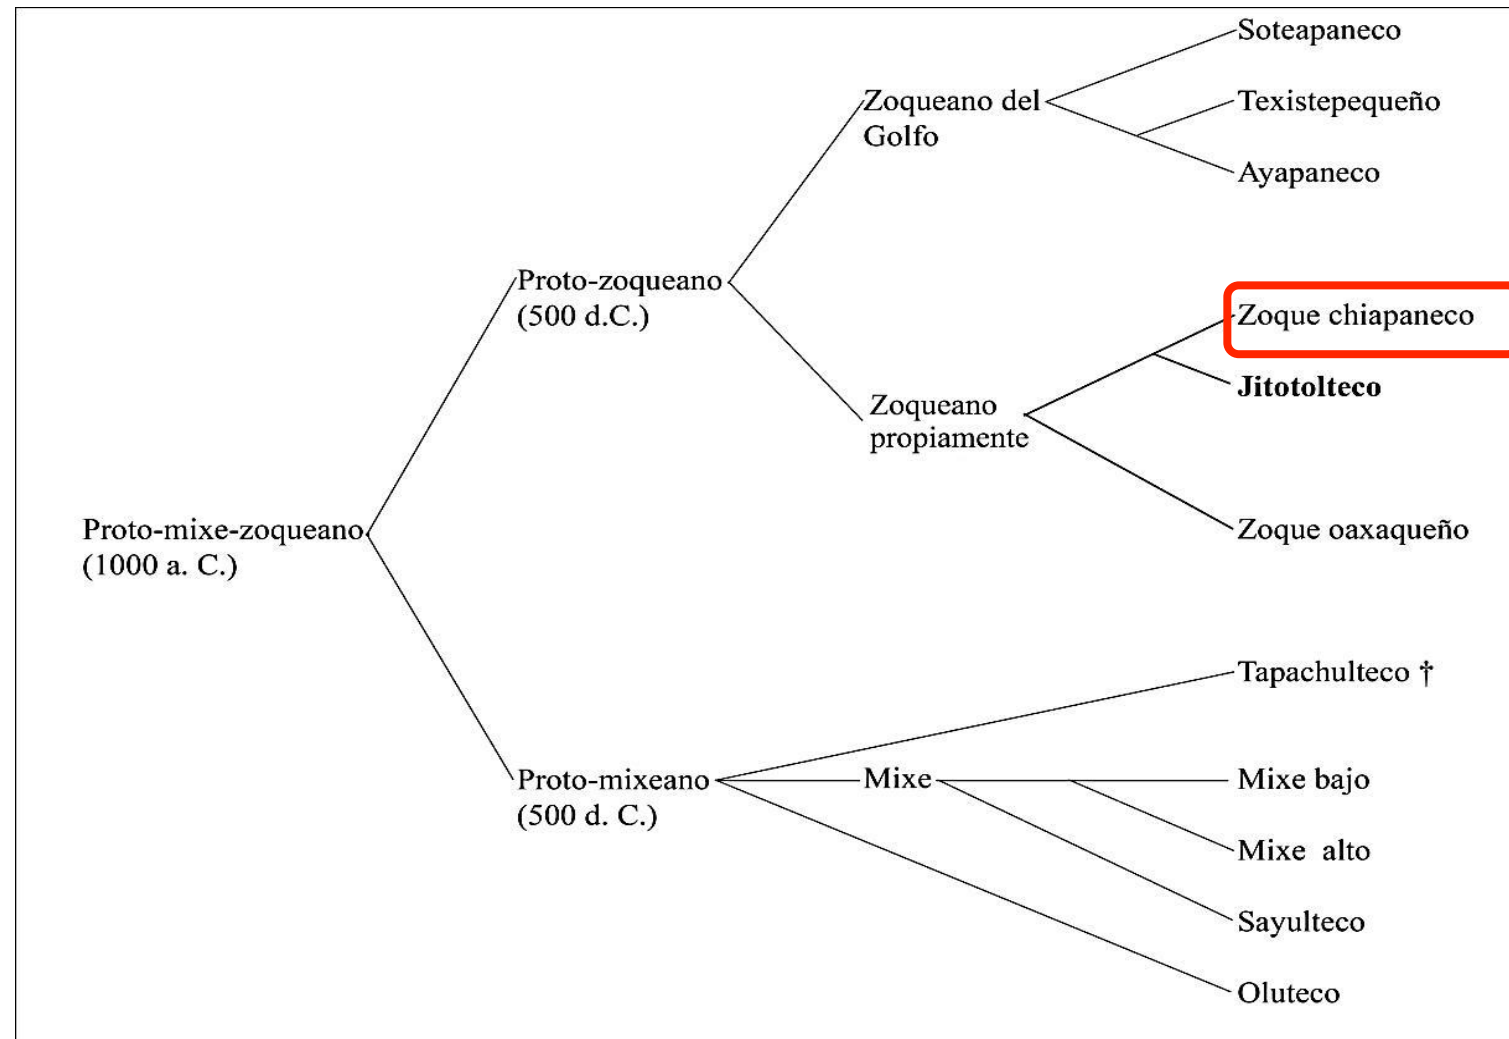 Soteapaneco
Zoqueano del
Golfo
Texistepequeño
Ayapaneco
Proto-zoqueano
(500 d.C.)
Zoque chiapaneco
Jitotolteco
Zoqueano
propiamente
Zoque oaxaqueño
Proto-mixe-zoqueano
(1000 a. C.)
Tapachulteco †
Proto-mixeano
(500 d. C.)
Mixe
Mixe bajo
Mixe alto
Sayulteco
Oluteco